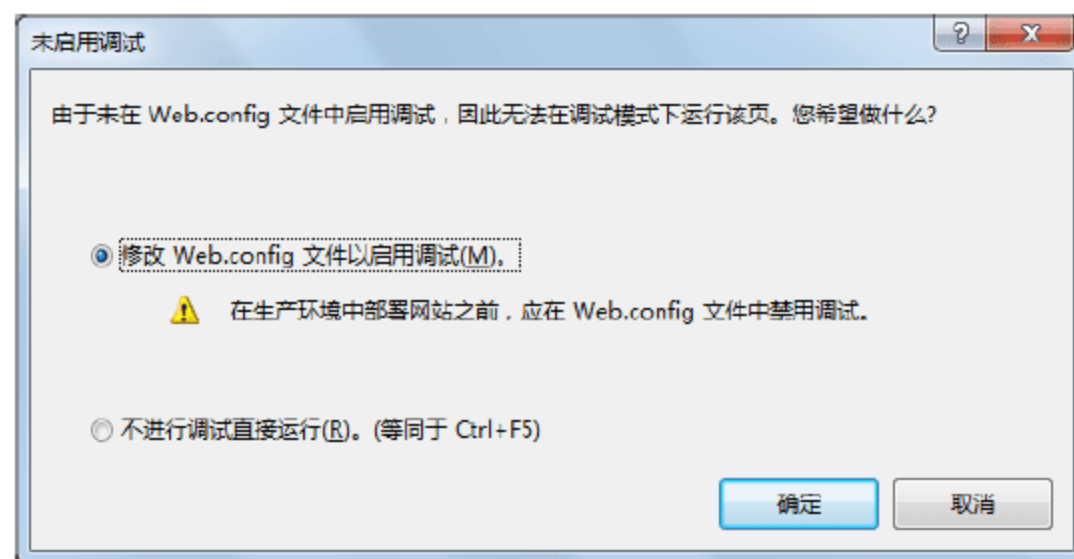 未启用调试
由于未在 Web.config 文件中启用调试，因此无法在调试模式下运行该页。您希望做什么?
修改 Web.config 文件以启用调试(M)。
在生产环境中部署网站之前，应在 Web.config 文件中禁用调试。
不进行调试直接运行(R)。(等同于 Ctrl+F5)
确定 取消